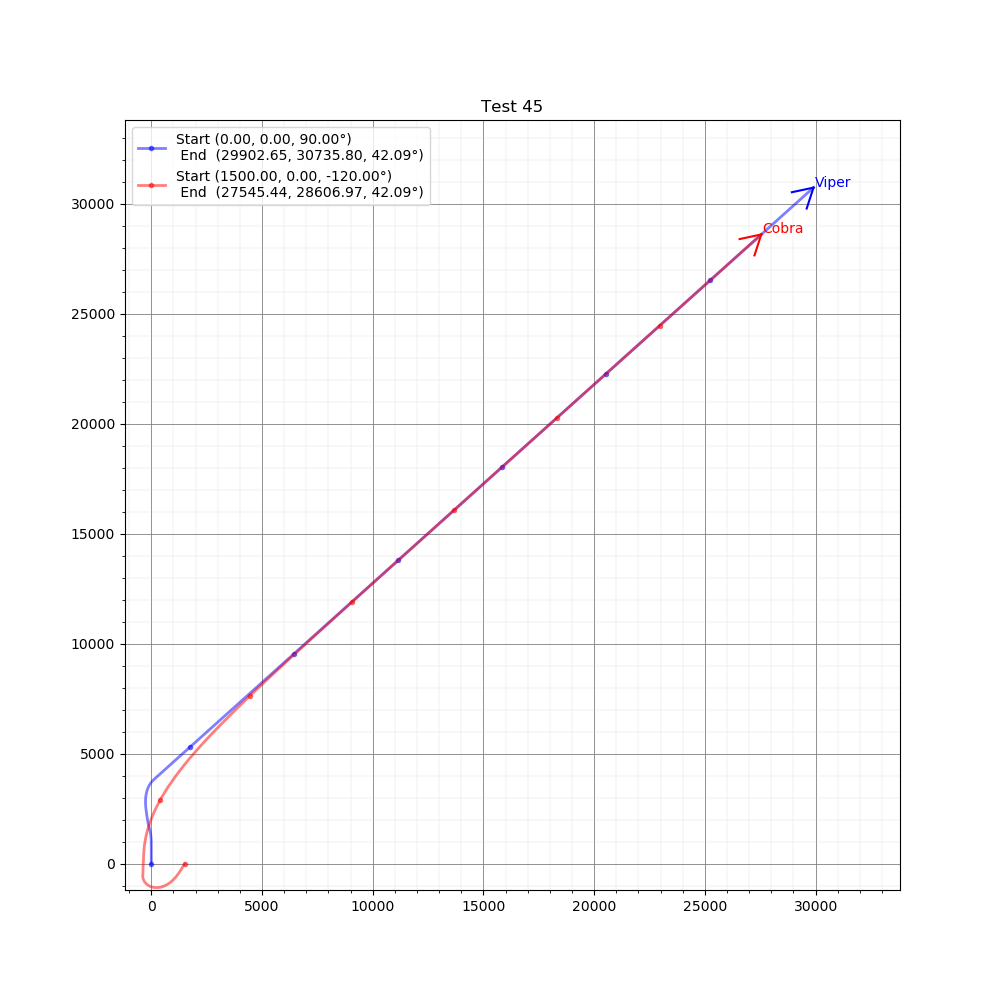 Test 45
Start (0.00, 0.00, 90.00°)
End (29902.65, 30735.80, 42.09°)
Start (1500.00, 0.00, -120.00°)
End (27545.44, 28606.97, 42.09°)
Viper
Cobra
30000
25000
20000
15000
10000
5000
0
0 5000 10000 15000 20000 25000 30000